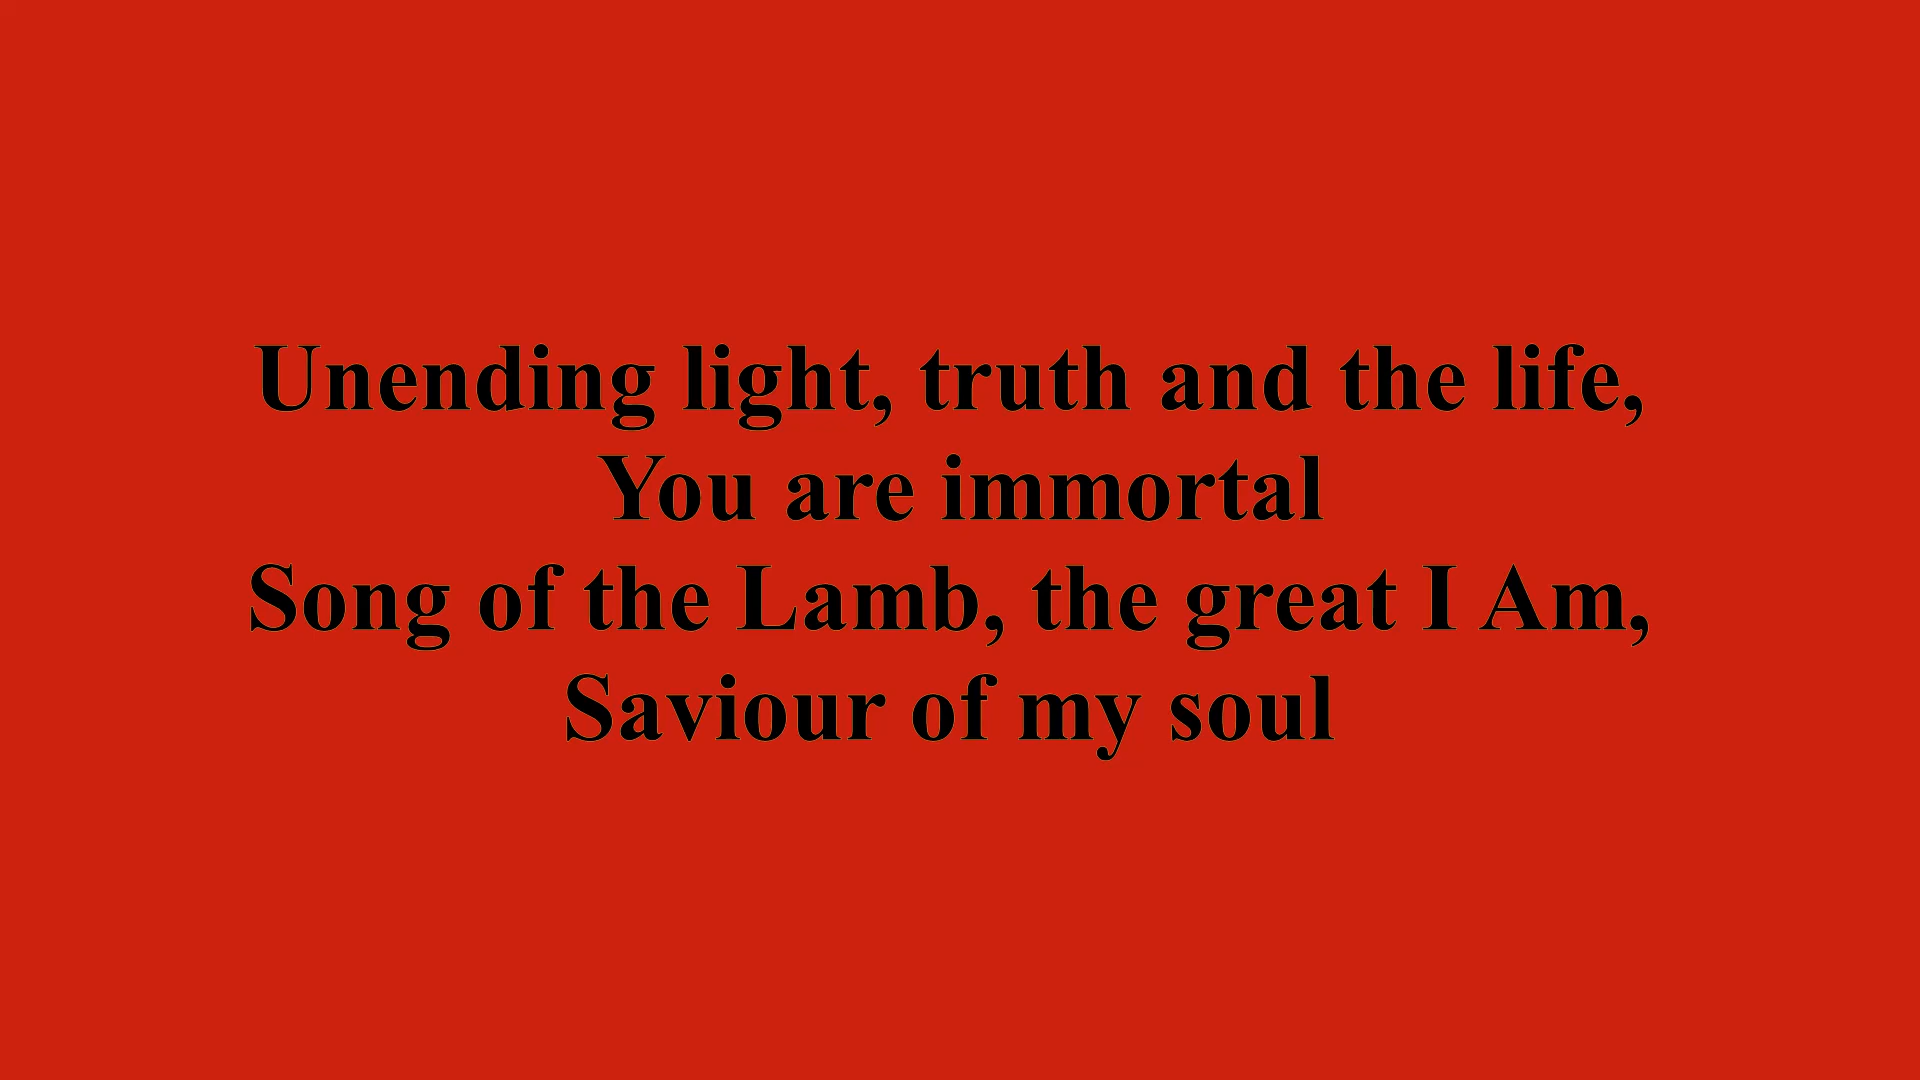 Unending light, truth and the life,
You are immortal
Song of the Lamb, the great I Am,
Saviour of my soul